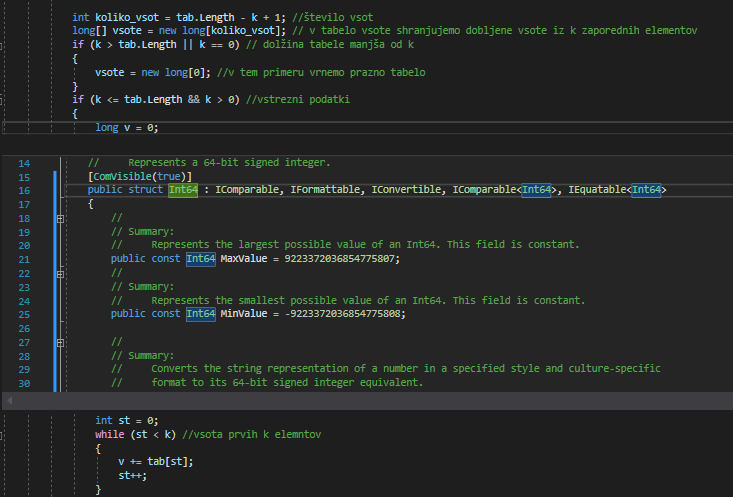 int koliko_vsot = tab.Length - k + 1; //število vsot
long[] vsote = new long[koliko_vsot]; // v tabelo vsote shranjujemo dobljene vsote iz k zaporednih elementov
if (k > tab.Length || k == 0) // dolžina tabele manjša od k
{
vsote = new long[0]; //v tem primeru vrnemo prazno tabelo
}
if (k <= tab.Length && k > 0) //vstrezni podatki
{
long v = 0;
14 // Represents a 64-bit signed integer.
15 [ComVisible(true)]
16 public struct Int64 : IComparable, IFormattable, IConvertible, IComparable<Int64>, IEquatable<Int64>
17 {
18 //
19 // Summary:
20 // Represents the largest possible value of an Int64. This field is constant.
21 public const Int64 MaxValue = 9223372036854775807;
22 //
23 // Summary:
24 // Represents the smallest possible value of an Int64. This field is constant.
25 public const Int64 MinValue = -9223372036854775808;
26
27 //
28 // Summary:
29 // Converts the string representation of a number in a specified style and culture-specific
30 // format to its 64-bit signed integer equivalent.
int st = 0;
while (st < k) //vsota prvih k elemntov
{
v += tab[st];
st++;
}